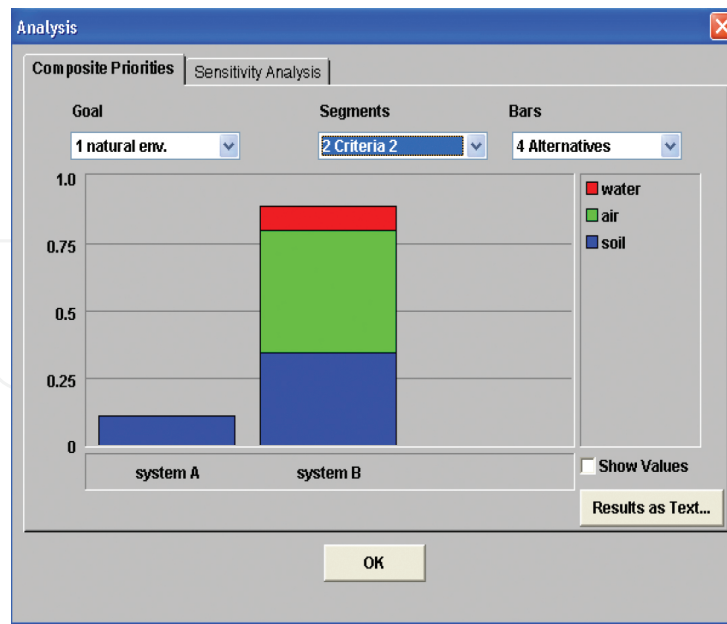 Analysis
Composite Priorities Sensitivity Analysis
Goal Segments Bars
1 natural env. 2 Criteria 2 4 Alternatives
1.0
0.75
0.5
0.25
0
water
air
soil
system A system B
Show Values
Results as Text...
OK